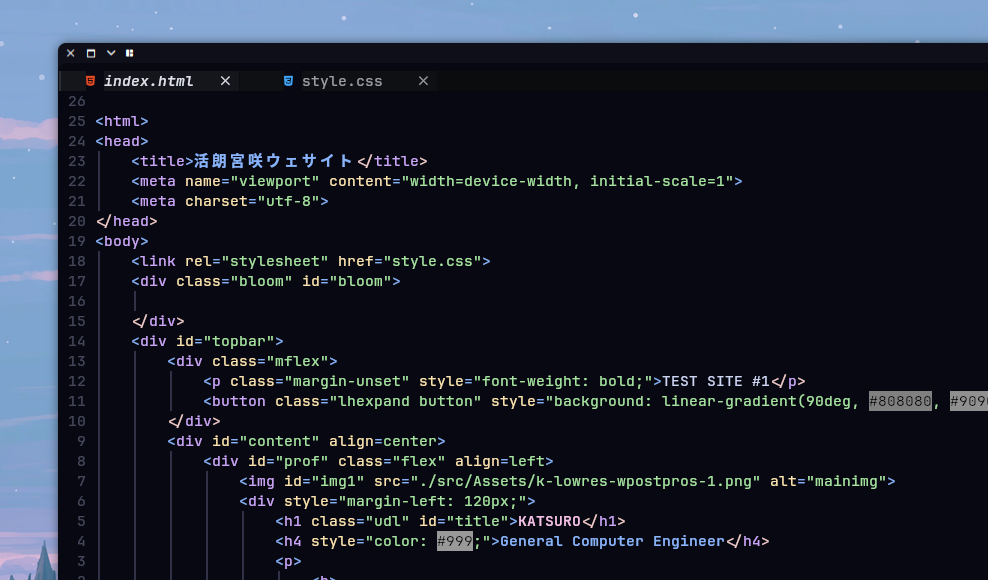 index.html style.css
26
25 <html>
24 <head>
23 <title>活朗宮咲ウェサイト</title>
22 <meta name="viewport" content="width=device-width, initial-scale=1">
21 <meta charset="utf-8">
20 </head>
19 <body>
18 <link rel="stylesheet" href="style.css">
17 <div class="bloom" id="bloom">
16
15 </div>
14 <div id="topbar">
13 <div class="mflex">
12 <p class="margin-unset" style="font-weight: bold;">TEST SITE #1</p>
11 <button class="lhexpand button" style="background: linear-gradient(90deg, #808080, #909
10 </div>
9 <div id="content" align=center>
8 <div id="prof" class="flex" align=left>
7 <img id="img1" src="./src/Assets/k-lowres-wpostpros-1.png" alt="mainimg">
6 <div style="margin-left: 120px;">
5 <h1 class="udl" id="title">KATSURO</h1>
4 <h4 style="color: #999;">General Computer Engineer</h4>
3 <p>